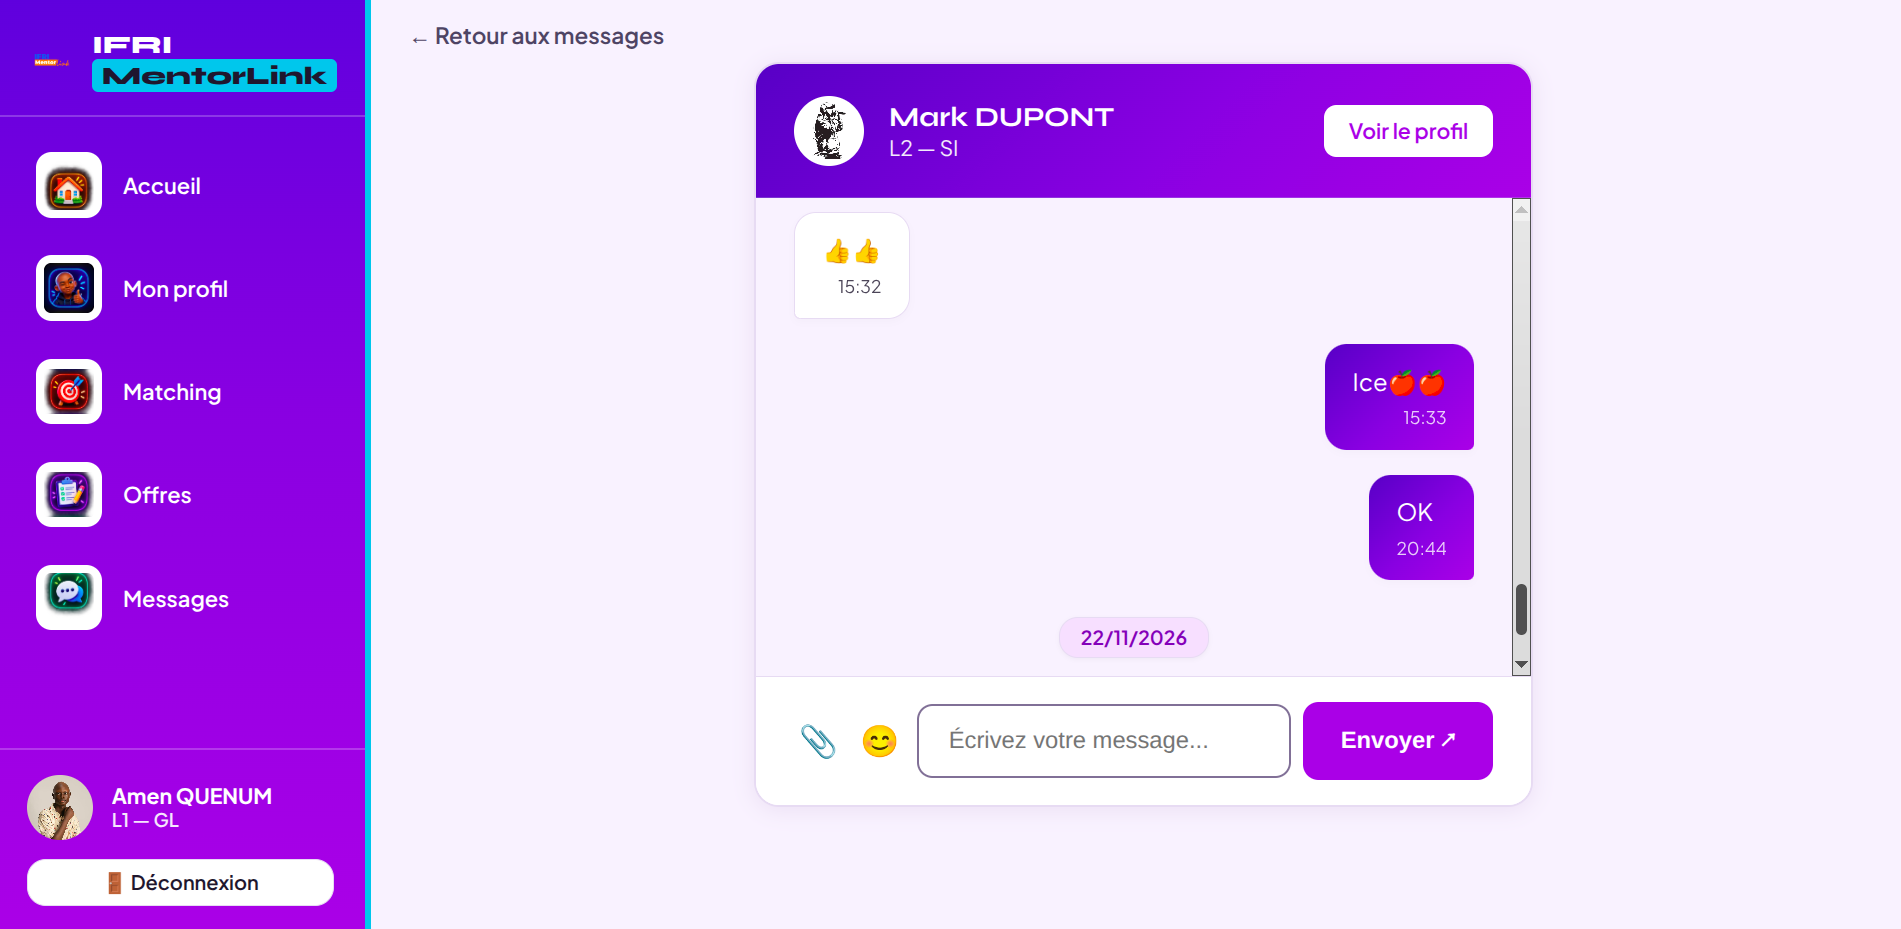 IFRI
MentorLink
Accueil
Mon profil
Matching
Offres
Messages
Amen QUENUM
L1 — GL
🚪 Déconnexion
← Retour aux messages
Mark DUPONT
L2 — SI
Voir le profil
👍👍
15:32
Ice🍎🍎
15:33
OK
20:44
22/11/2026
Écrivez votre message...
Envoyer ↗